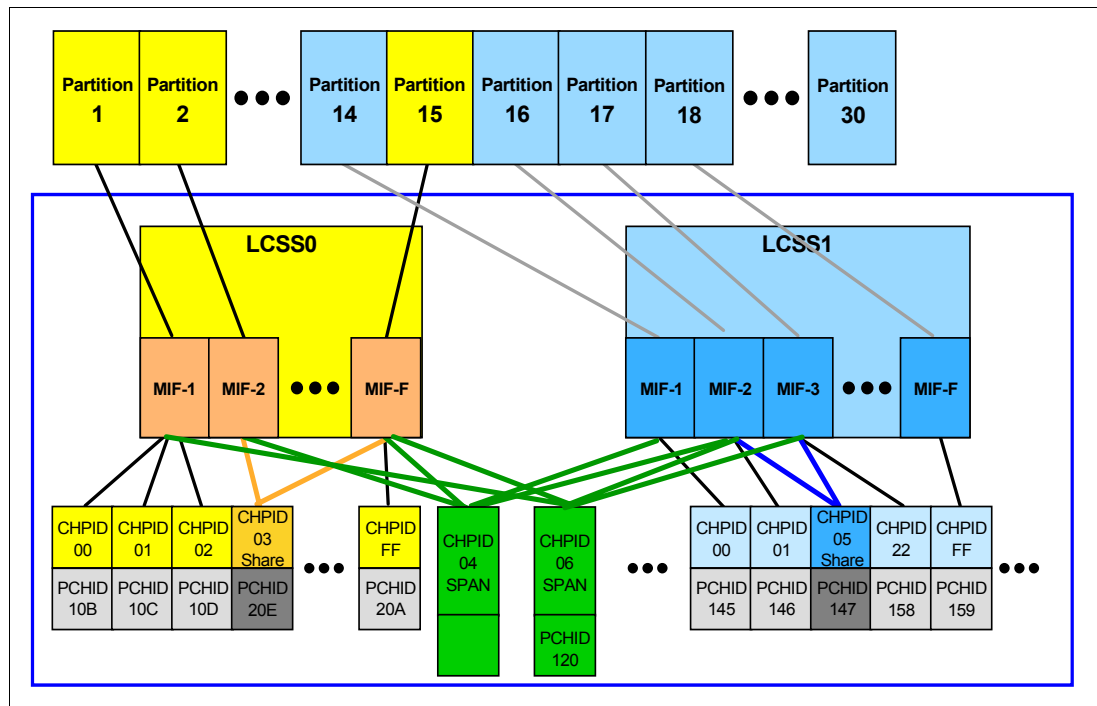 Partition
1
Partition
2
Partition
14
Partition
15
Partition
16
Partition
17
Partition
18
Partition
30
LCSS0
LCSS1
MIF-1
MIF-2
MIF-F
MIF-1
MIF-2
MIF-3
MIF-F
CHPID
00
PCHID
10B
CHPID
01
PCHID
10C
CHPID
02
PCHID
10D
CHPID
03
Share
PCHID
20E
CHPID
FF
PCHID
20A
CHPID
04
SPAN
CHPID
06
SPAN
PCHID
120
CHPID
00
PCHID
145
CHPID
01
PCHID
146
CHPID
05
Share
PCHID
147
CHPID
22
PCHID
158
CHPID
FF
PCHID
159